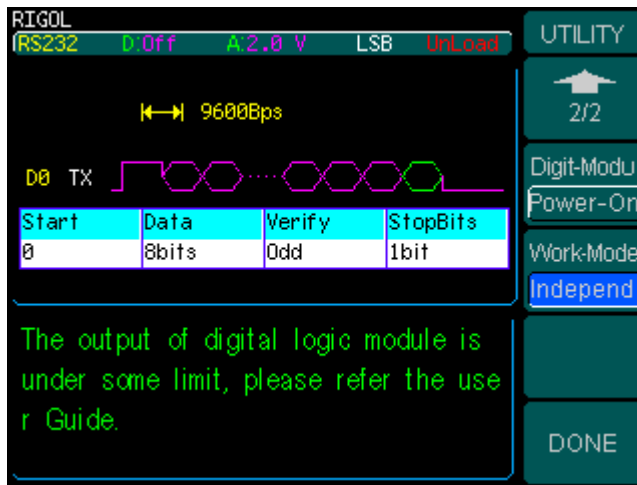 RIGOL
RS232 D:Off A:2.0 V LSB UnLoad
UTILITY
2/2
9600Bps
D0 TX
Digit-Modu
Power-On
Start Data Verify StopBits
0 8bits Odd 1bit
Work-Mode
Independ
The output of digital logic module is
under some limit, please refer the use
r Guide.
DONE